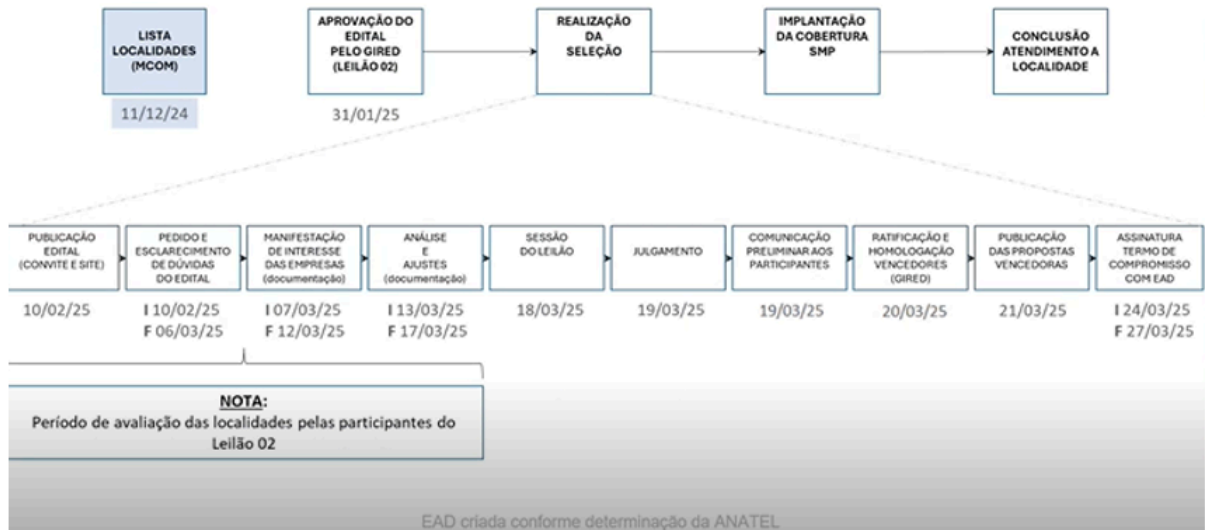 LISTA
LOCALIDADES
(MCOM)
11/12/24
APROVAÇÃO DO
EDITAL
PELO GIRED
(LEILÃO 02)
31/01/25
REALIZAÇÃO
DA
SELEÇÃO
IMPLANTAÇÃO
DA COBERTURA
SMP
CONCLUSÃO
ATENDIMENTO A
LOCALIDADE
PUBLICAÇÃO
EDITAL
(CONVITE E SITE)
10/02/25
PEDIDO E
ESCLARECIMENTO
DE DÚVIDAS
DO EDITAL
I 10/02/25
F 06/03/25
MANIFESTAÇÃO
DE INTERESSE
DAS EMPRESAS
(documentação)
I 07/03/25
F 12/03/25
ANÁLISE
E
AJUSTES
(documentação)
I 13/03/25
F 17/03/25
SESSÃO
DO LEILÃO
18/03/25
JULGAMENTO
19/03/25
COMUNICAÇÃO
PRELIMINAR AOS
PARTICIPANTES
19/03/25
RATIFICAÇÃO E
HOMOLOGAÇÃO
VENCEDORES
(GIRED)
20/03/25
PUBLICAÇÃO
DAS PROPOSTAS
VENCEDORAS
21/03/25
ASSINATURA
TERMO DE
COMPROMISSO
COM EAD
I 24/03/25
F 27/03/25
NOTA:
Período de avaliação das localidades pelas participantes do
Leilão 02
EAD criada conforme determinação da ANATEL